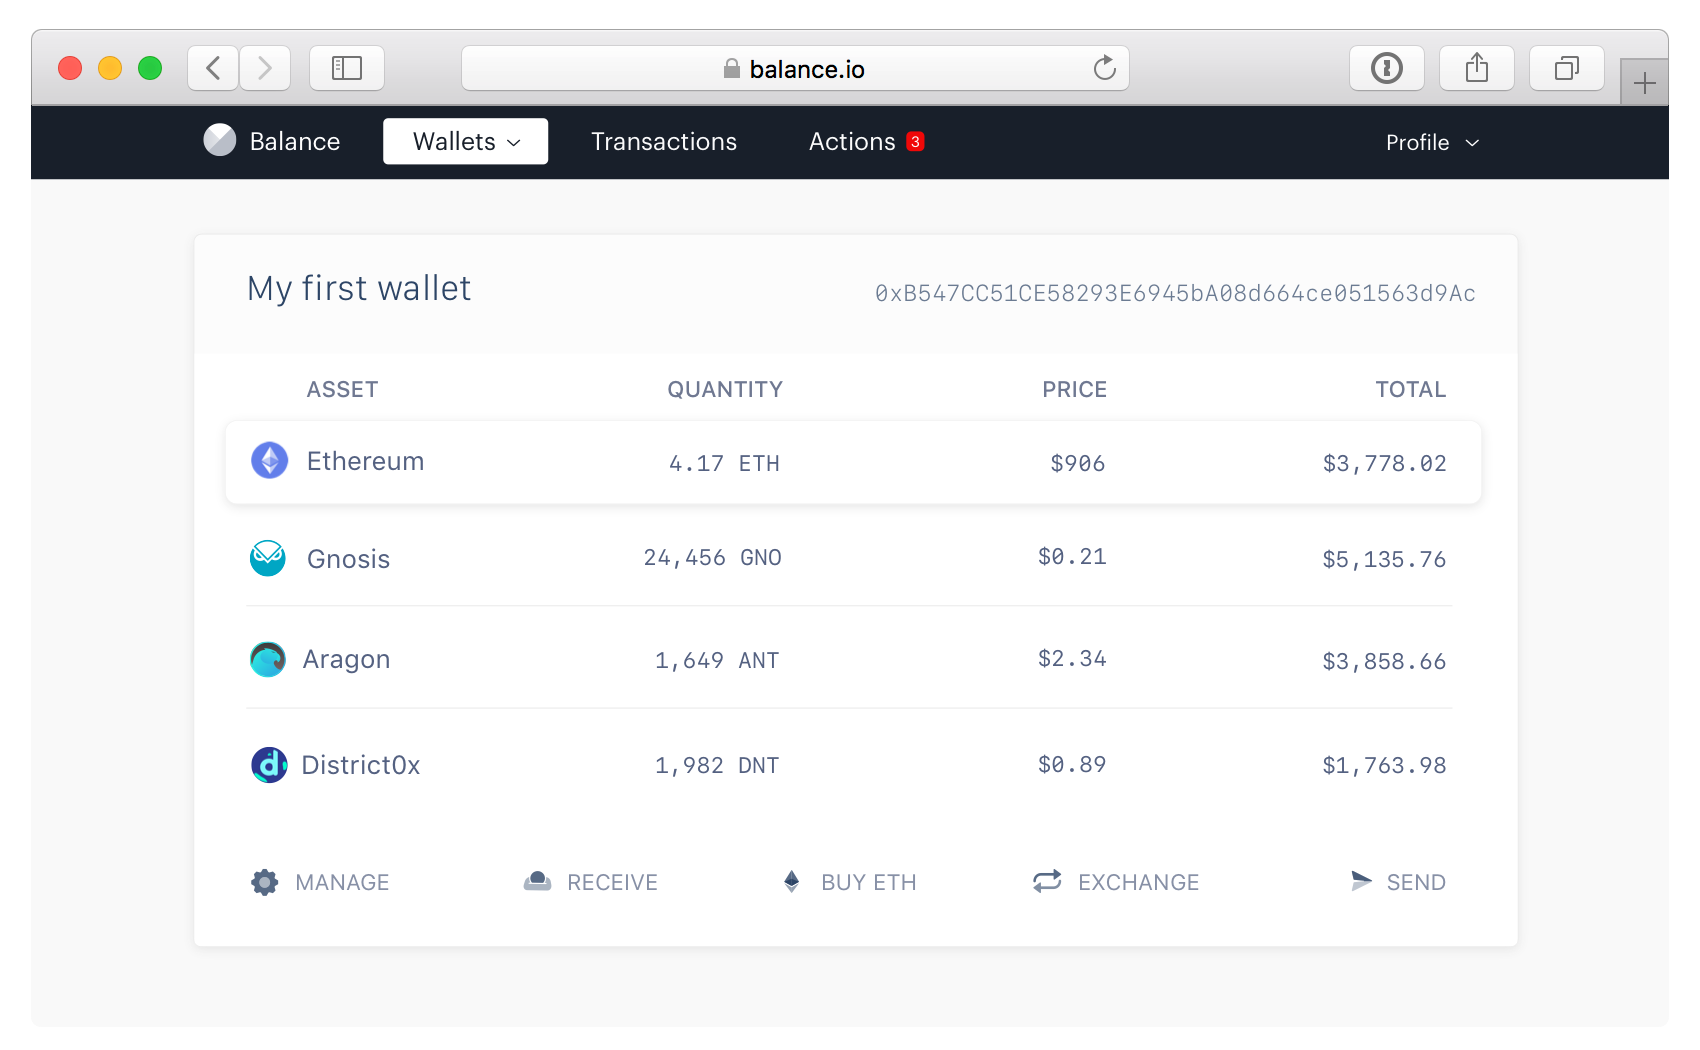 balance.io
Balance Wallets Transactions Actions 3 Profile
My first wallet 0xB547CC51CE58293E6945bA08d664ce051563d9Ac
ASSET QUANTITY PRICE TOTAL
Ethereum 4.17 ETH $906 $3,778.02
Gnosis 24,456 GNO $0.21 $5,135.76
Aragon 1,649 ANT $2.34 $3,858.66
District0x 1,982 DNT $0.89 $1,763.98
MANAGE RECEIVE BUY ETH EXCHANGE SEND